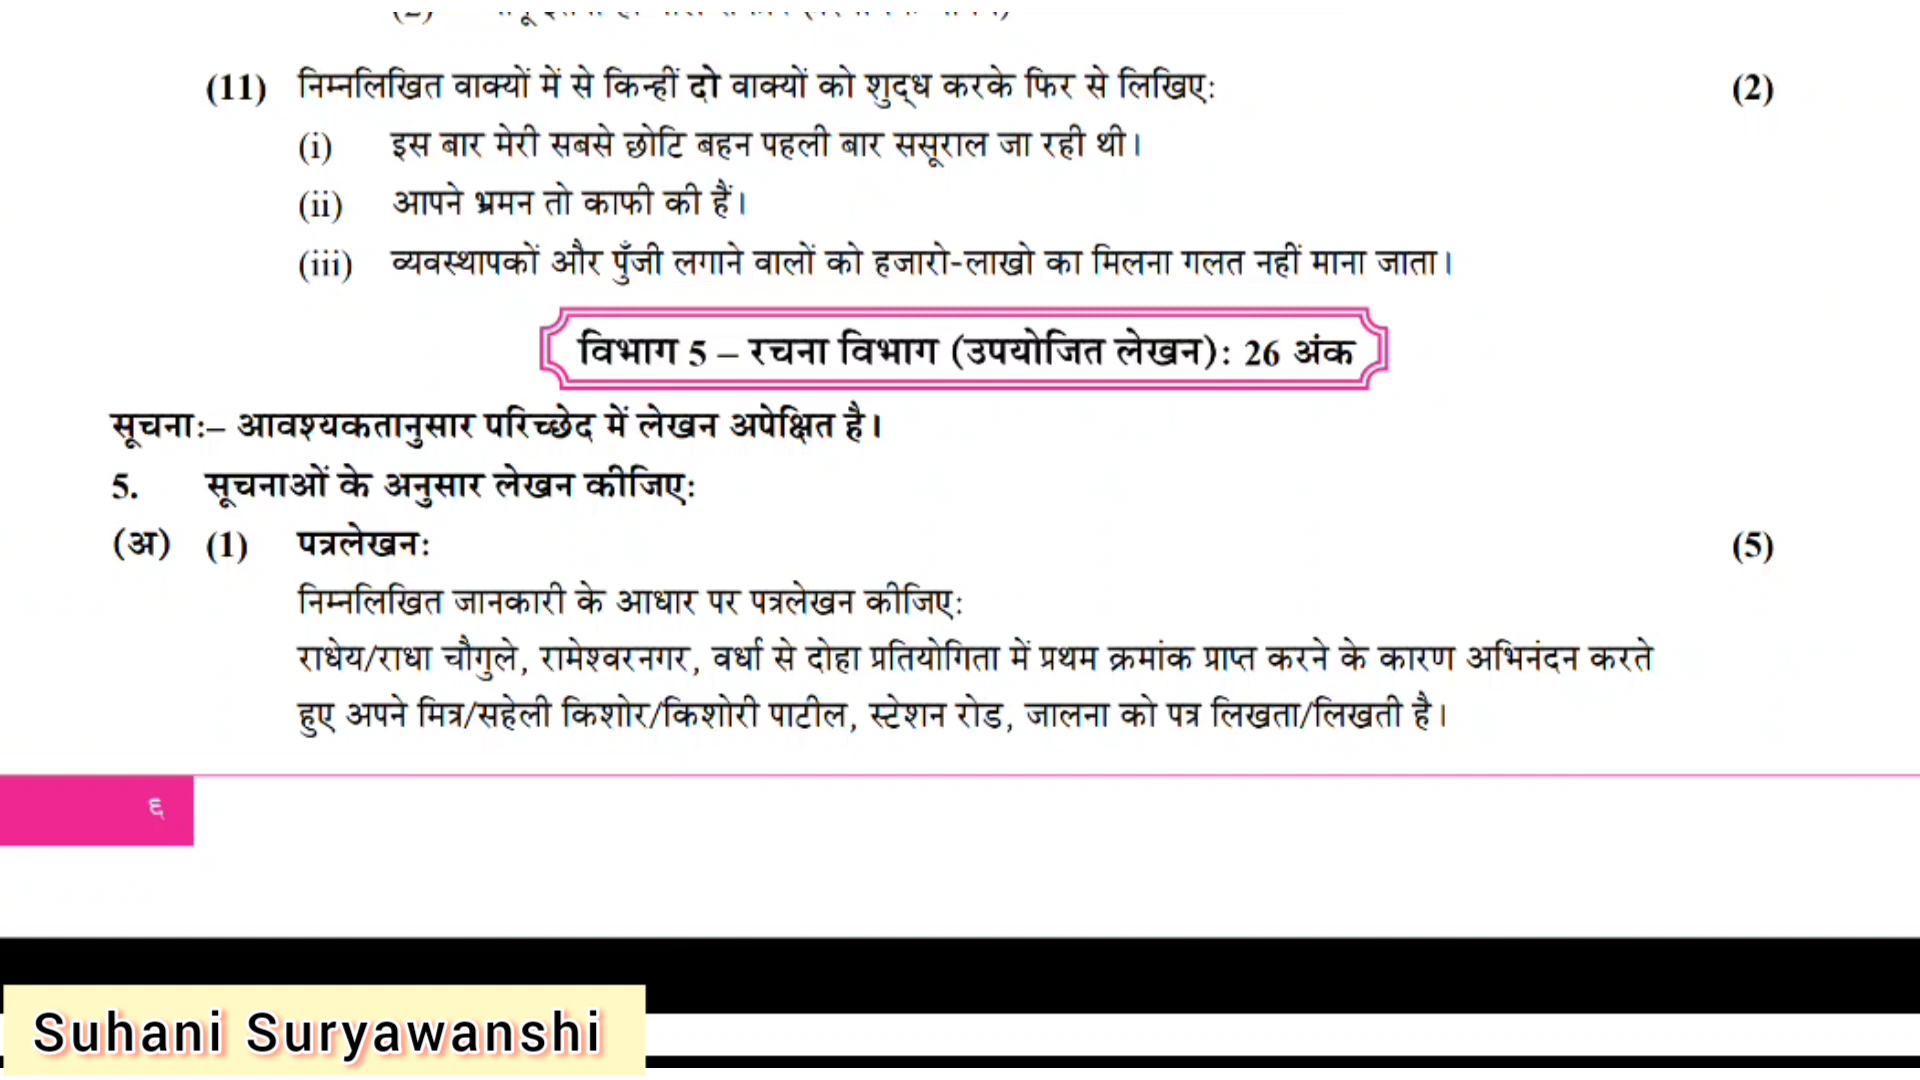 (11) निम्नलिखित वाक्यों में से किन्हीं दो वाक्यों को शुद्ध करके फिर से लिखिए: (2)
(i) इस बार मेरी सबसे छोटि बहन पहली बार ससूराल जा रही थी।
(ii) आपने भ्रमन तो काफी की हैं।
(iii) व्यवस्थापकों और पुँजी लगाने वालों को हजारो-लाखो का मिलना गलत नहीं माना जाता।
विभाग 5 – रचना विभाग (उपयोजित लेखन): 26 अंक
सूचना:– आवश्यकतानुसार परिच्छेद में लेखन अपेक्षित है।
5. सूचनाओं के अनुसार लेखन कीजिए:
(अ) (1) पत्रलेखन: (5)
निम्नलिखित जानकारी के आधार पर पत्रलेखन कीजिए:
राधेय/राधा चौगुले, रामेश्वरनगर, वर्धा से दोहा प्रतियोगिता में प्रथम क्रमांक प्राप्त करने के कारण अभिनंदन करते
हुए अपने मित्र/सहेली किशोर/किशोरी पाटील, स्टेशन रोड, जालना को पत्र लिखता/लिखती है।
६
Suhani Suryawanshi